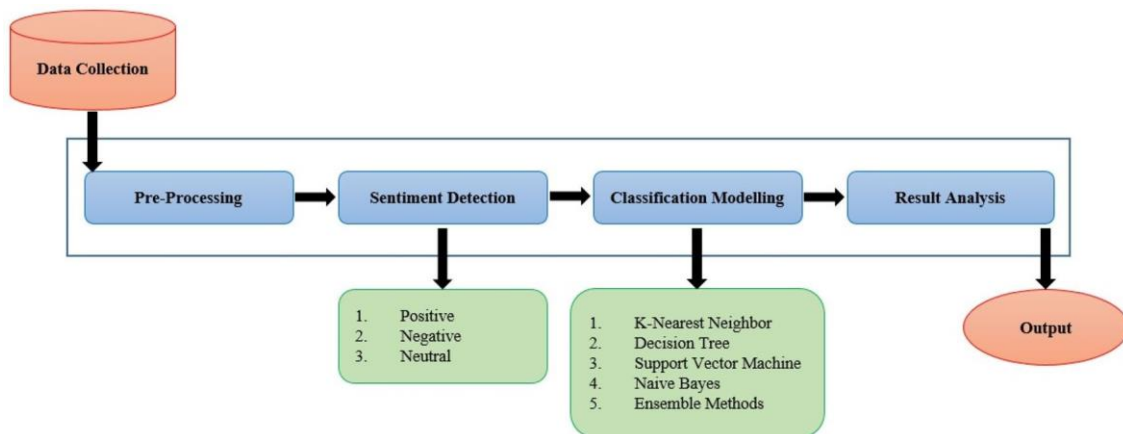 Data Collection
Pre-Processing
Sentiment Detection
Classification Modelling
Result Analysis
1. Positive
2. Negative
3. Neutral
1. K-Nearest Neighbor
2. Decision Tree
3. Support Vector Machine
4. Naive Bayes
5. Ensemble Methods
Output